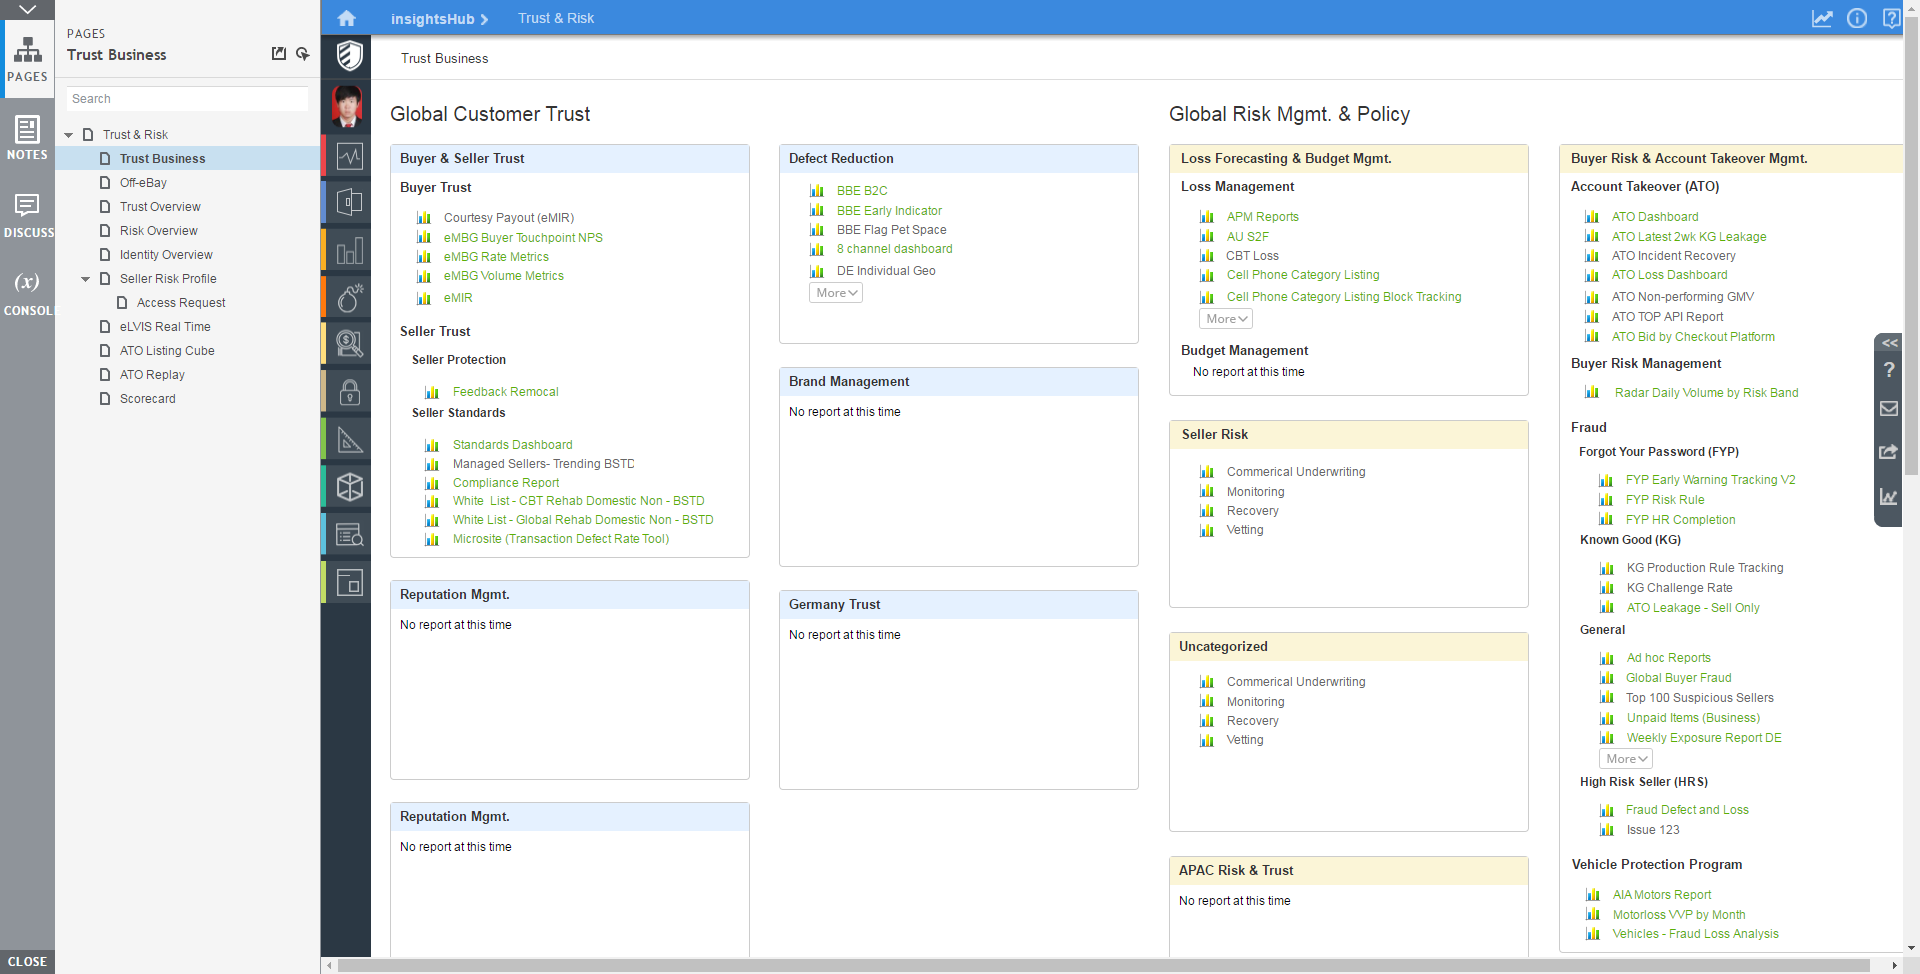 PAGES
NOTES
DISCUSS
(x)
CONSOLE
CLOSE
PAGES
Trust Business
Search
Trust & Risk
Trust Business
Off-eBay
Trust Overview
Risk Overview
Identity Overview
Seller Risk Profile
Access Request
eLVIS Real Time
ATO Listing Cube
ATO Replay
Scorecard
insightsHub
Trust & Risk
Trust Business
Global Customer Trust
Buyer & Seller Trust
Buyer Trust
Courtesy Payout (eMIR)
eMBG Buyer Touchpoint NPS
eMBG Rate Metrics
eMBG Volume Metrics
eMIR
Seller Trust
Seller Protection
Feedback Remocal
Seller Standards
Standards Dashboard
Managed Sellers- Trending BSTD
Compliance Report
White List - CBT Rehab Domestic Non - BSTD
White List - Global Rehab Domestic Non - BSTD
Microsite (Transaction Defect Rate Tool)
Reputation Mgmt.
No report at this time
Reputation Mgmt.
No report at this time
Defect Reduction
BBE B2C
BBE Early Indicator
BBE Flag Pet Space
8 channel dashboard
DE Individual Geo
More
Brand Management
No report at this time
Germany Trust
No report at this time
Global Risk Mgmt. & Policy
Loss Forecasting & Budget Mgmt.
Loss Management
APM Reports
AU S2F
CBT Loss
Cell Phone Category Listing
Cell Phone Category Listing Block Tracking
More
Budget Management
No report at this time
Seller Risk
Commerical Underwriting
Monitoring
Recovery
Vetting
Uncategorized
Commerical Underwriting
Monitoring
Recovery
Vetting
APAC Risk & Trust
No report at this time
Buyer Risk & Account Takeover Mgmt.
Account Takeover (ATO)
ATO Dashboard
ATO Latest 2wk KG Leakage
ATO Incident Recovery
ATO Loss Dashboard
ATO Non-performing GMV
ATO TOP API Report
ATO Bid by Checkout Platform
Buyer Risk Management
Radar Daily Volume by Risk Band
Fraud
Forgot Your Password (FYP)
FYP Early Warning Tracking V2
FYP Risk Rule
FYP HR Completion
Known Good (KG)
KG Production Rule Tracking
KG Challenge Rate
ATO Leakage - Sell Only
General
Ad hoc Reports
Global Buyer Fraud
Top 100 Suspicious Sellers
Unpaid Items (Business)
Weekly Exposure Report DE
More
High Risk Seller (HRS)
Fraud Defect and Loss
Issue 123
Vehicle Protection Program
AIA Motors Report
Motorloss VVP by Month
Vehicles - Fraud Loss Analysis
<<
?